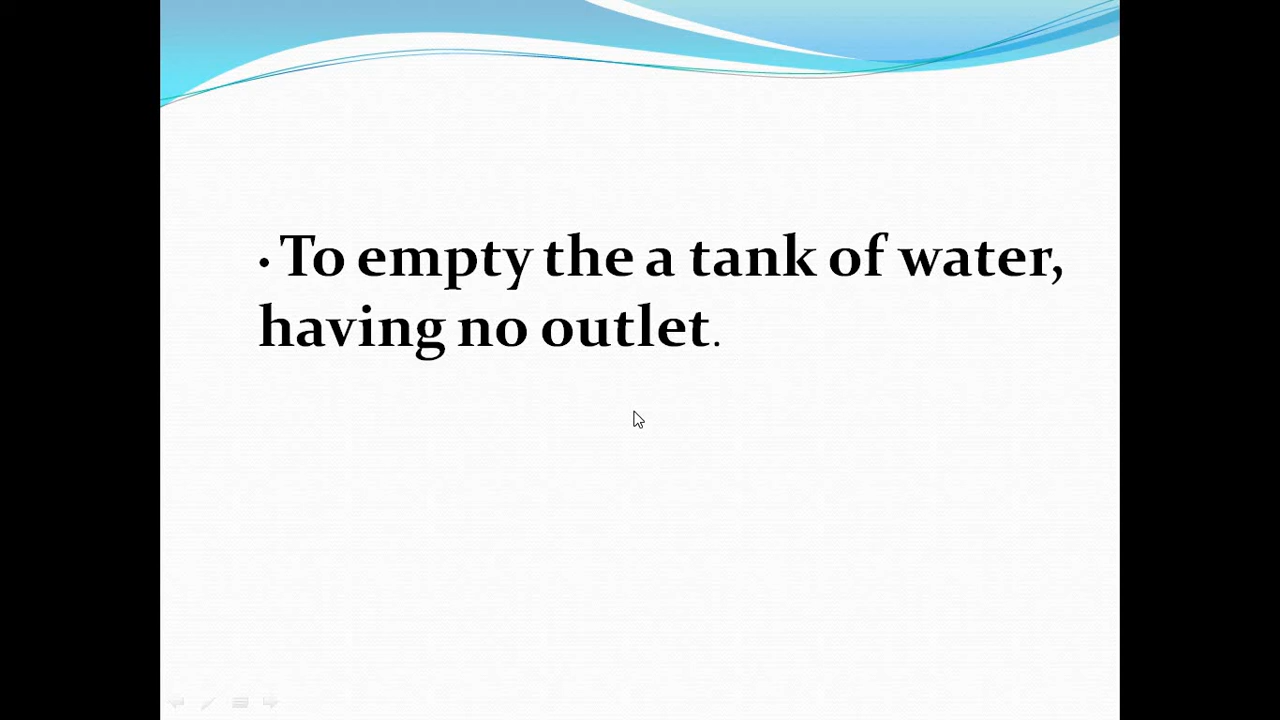 • To empty the a tank of water,
having no outlet.